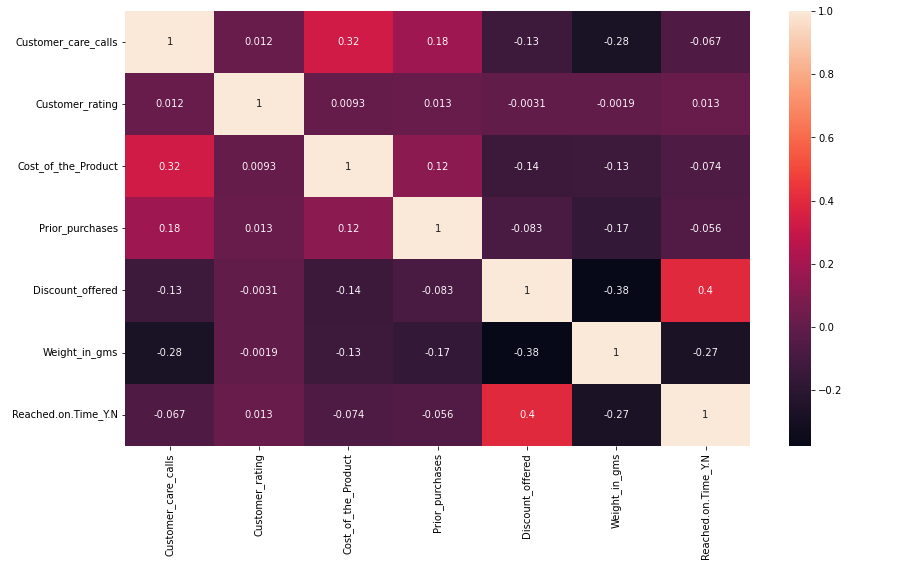 Customer_care_calls 1 0.012 0.32 0.18 -0.13 -0.28 -0.067
Customer_rating 0.012 1 0.0093 0.013 -0.0031 -0.0019 0.013
Cost_of_the_Product 0.32 0.0093 1 0.12 -0.14 -0.13 -0.074
Prior_purchases 0.18 0.013 0.12 1 -0.083 -0.17 -0.056
Discount_offered -0.13 -0.0031 -0.14 -0.083 1 -0.38 0.4
Weight_in_gms -0.28 -0.0019 -0.13 -0.17 -0.38 1 -0.27
Reached.on.Time_Y.N -0.067 0.013 -0.074 -0.056 0.4 -0.27 1
Customer_care_calls
Customer_rating
Cost_of_the_Product
Prior_purchases
Discount_offered
Weight_in_gms
Reached.on.Time_Y.N
1.0
0.8
0.6
0.4
0.2
0.0
−0.2